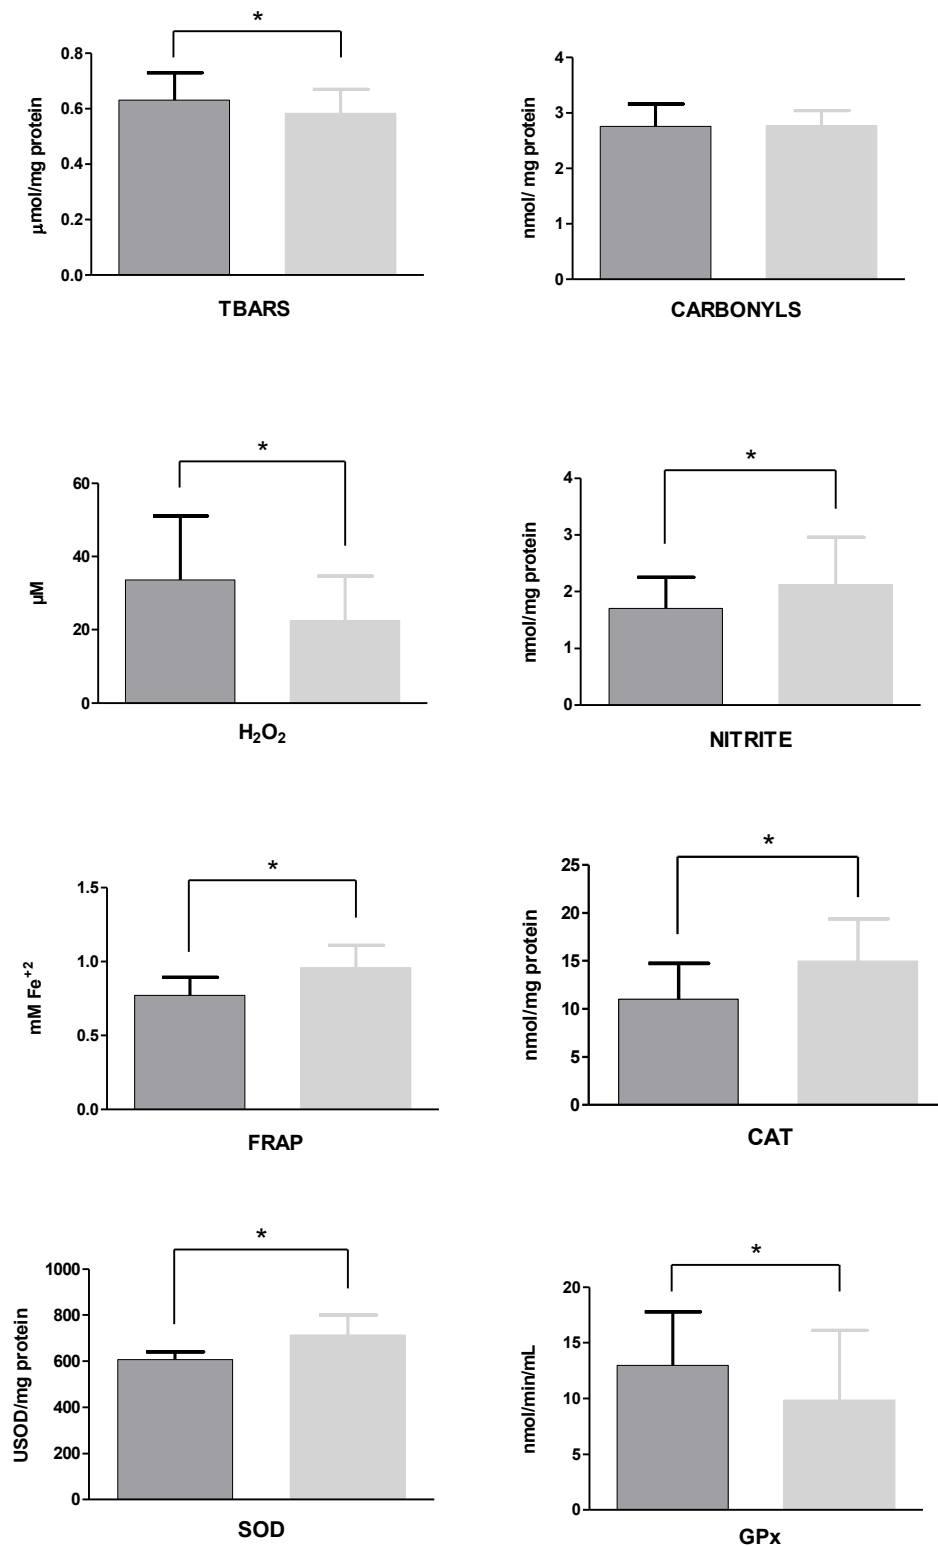 *
0.8
0.6
0.4
0.2
0.0
μmol/mg protein
TBARS
4
3
2
1
0
nmol/ mg protein
CARBONYLS
*
60
40
20
0
µM
H₂O₂
*
4
3
2
1
0
nmol/mg protein
NITRITE
*
1.5
1.0
0.5
0.0
mM Fe⁺²
FRAP
*
25
20
15
10
5
0
nmol/mg protein
CAT
*
1000
800
600
400
200
0
USOD/mg protein
SOD
*
20
15
10
5
0
nmol/min/mL
GPx